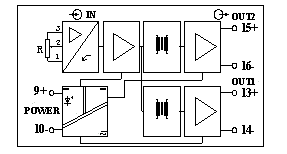 IN OUT2
3 15+
R 2
1 16-
9+ OUT1
13+
POWER
10- 14-